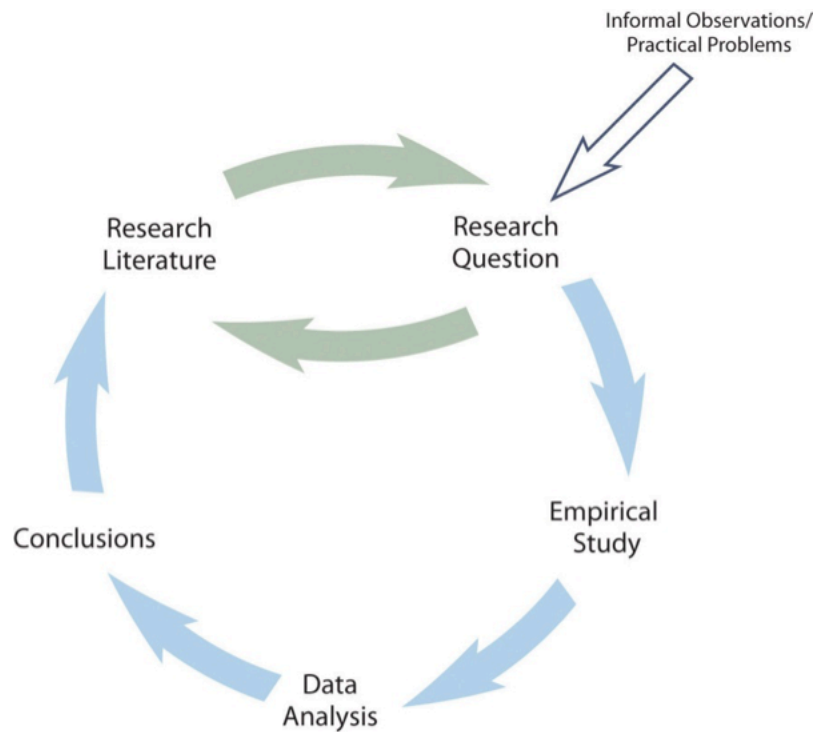 Informal Observations/
Practical Problems
Research
Literature
Research
Question
Empirical
Study
Conclusions
Data
Analysis